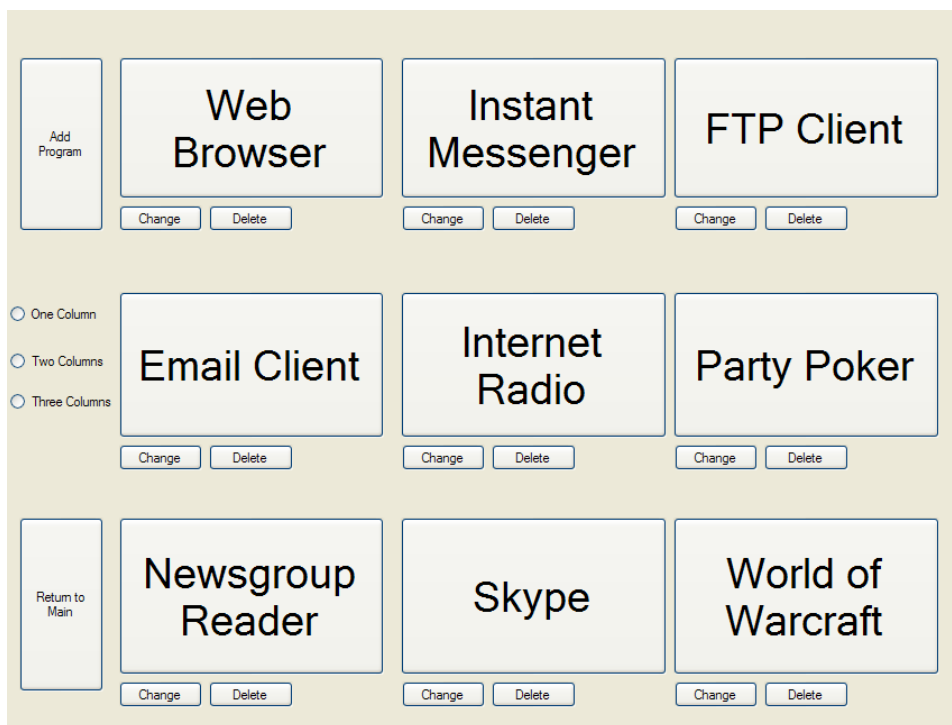 Add
Program
Web
Browser
Change
Delete
Instant
Messenger
Change
Delete
FTP Client
Change
Delete
One Column
Two Columns
Three Columns
Email Client
Change
Delete
Internet
Radio
Change
Delete
Party Poker
Change
Delete
Return to
Main
Newsgroup
Reader
Change
Delete
Skype
Change
Delete
World of
Warcraft
Change
Delete